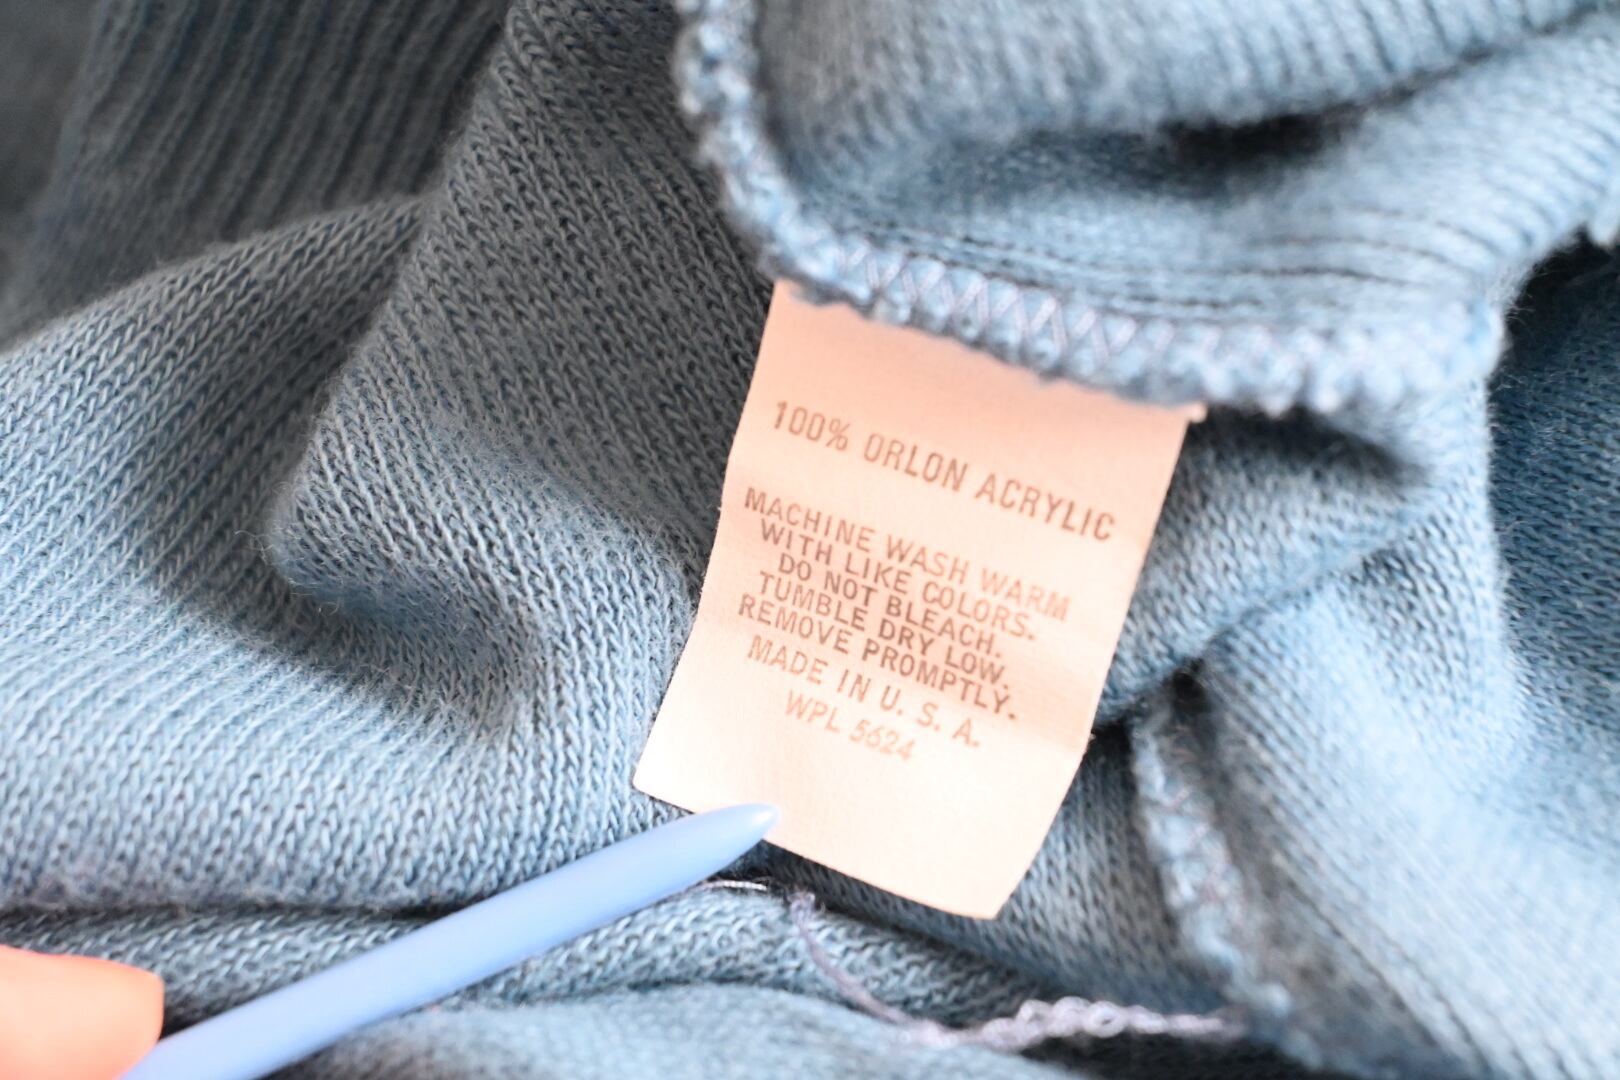 100% ORLON ACRYLIC
MACHINE WASH WARM
WITH LIKE COLORS.
DO NOT BLEACH.
TUMBLE DRY LOW.
REMOVE PROMPTLY.
MADE IN U. S. A.
WPL 5624